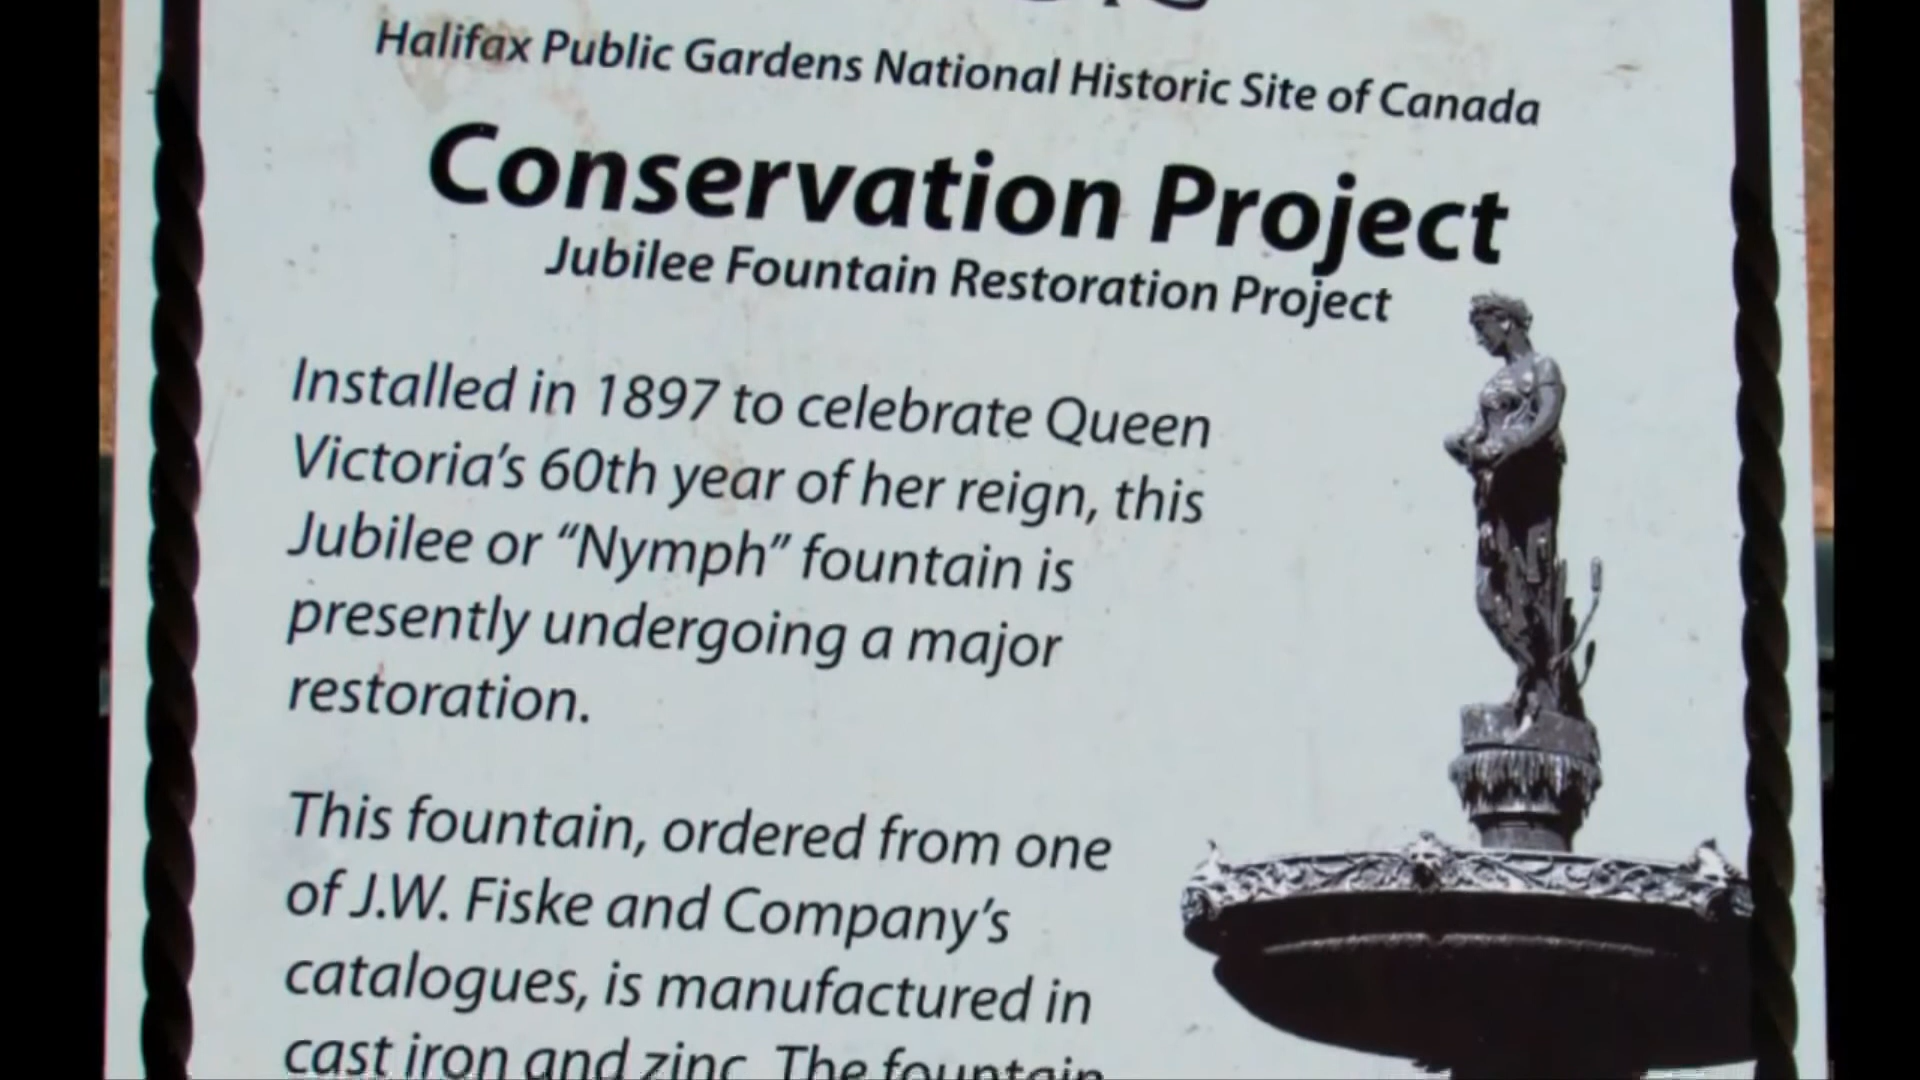 Halifax Public Gardens National Historic Site of Canada
Conservation Project
Jubilee Fountain Restoration Project
Installed in 1897 to celebrate Queen
Victoria's 60th year of her reign, this
Jubilee or “Nymph” fountain is
presently undergoing a major
restoration.
This fountain, ordered from one
of J.W. Fiske and Company's
catalogues, is manufactured in
cast iron and zinc. The fountain